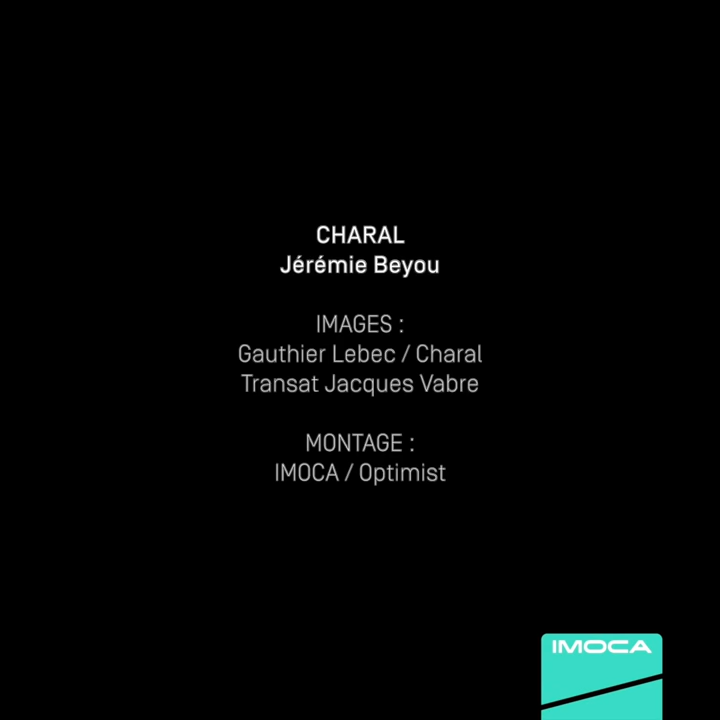 CHARAL
Jérémie Beyou
IMAGES :
Gauthier Lebec / Charal
Transat Jacques Vabre
MONTAGE :
IMOCA / Optimist
IMOCA